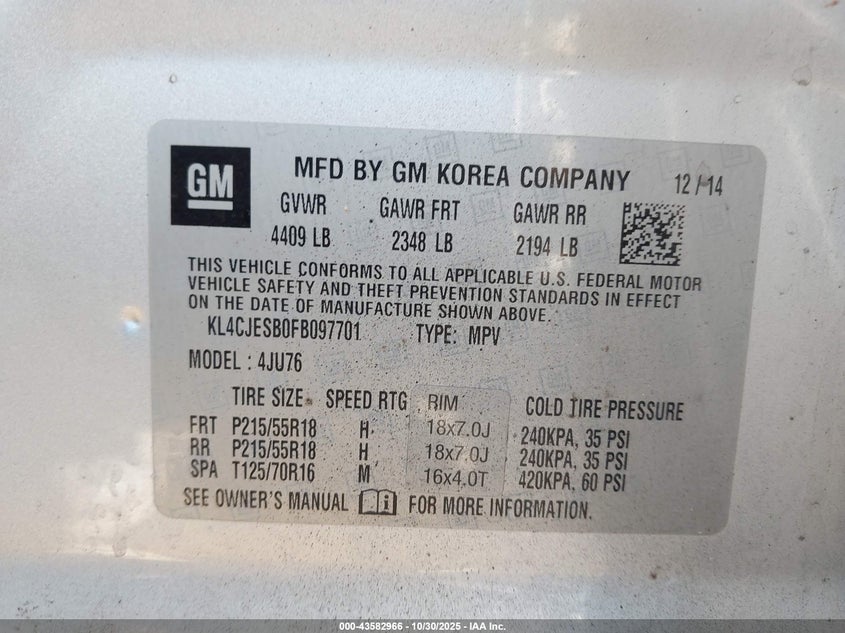 GM
MFD BY GM KOREA COMPANY 12/14
GVWR GAWR FRT GAWR RR
4409 LB 2348 LB 2194 LB
THIS VEHICLE CONFORMS TO ALL APPLICABLE U.S. FEDERAL MOTOR
VEHICLE SAFETY AND THEFT PREVENTION STANDARDS IN EFFECT
ON THE DATE OF MANUFACTURE SHOWN ABOVE.
KL4CJESB0FB097701 TYPE: MPV
MODEL : 4JU76
TIRE SIZE SPEED RTG RIM COLD TIRE PRESSURE
FRT P215/55R18 H 18x7.0J 240KPA, 35 PSI
RR P215/55R18 H 18x7.0J 240KPA, 35 PSI
SPA T125/70R16 M 16x4.0T 420KPA, 60 PSI
SEE OWNER'S MANUAL i FOR MORE INFORMATION.
000-43582966 - 10/30/2025 - IAA Inc.